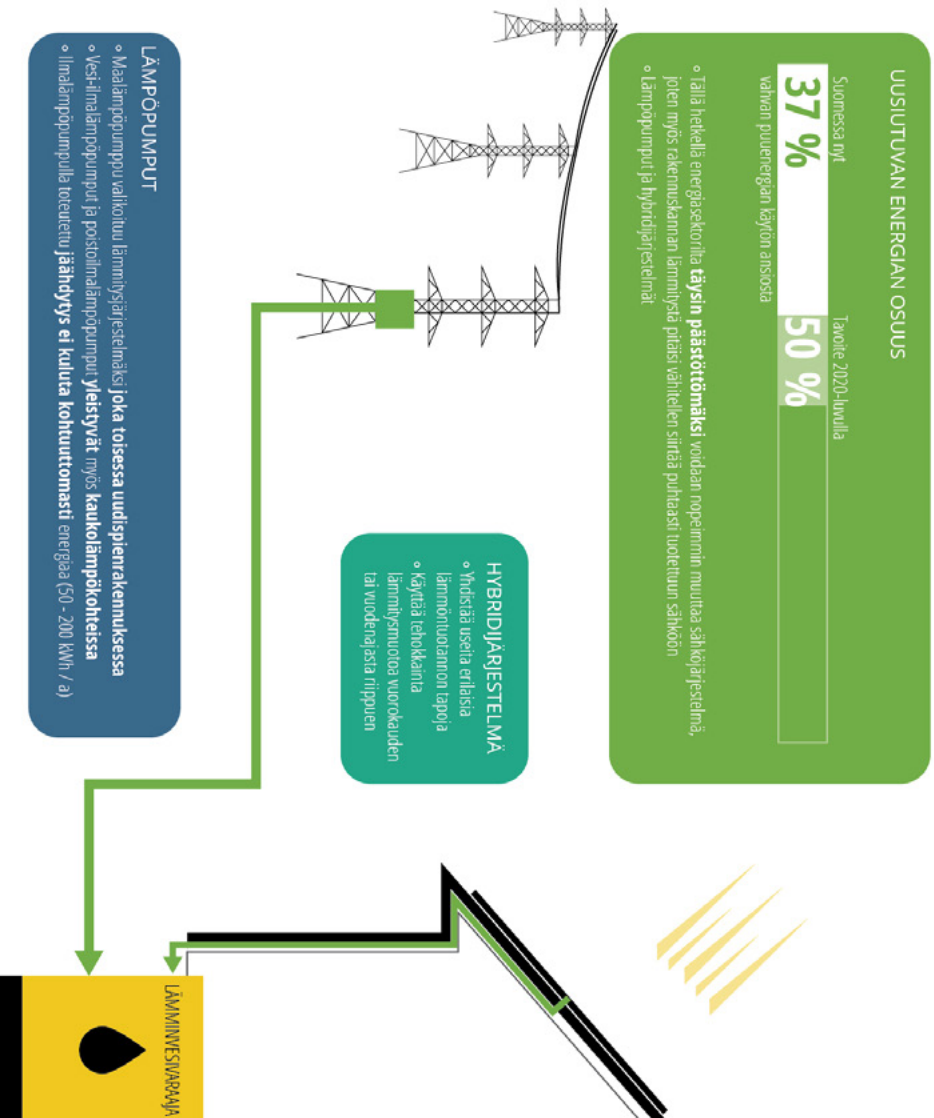 UUSIUTUVAN ENERGIAN OSUUS
Suomessa nyt
Tavoite 2020-luvulla
37 %
50 %
vahvan puuenergian käytön ansiosta
° Tällä hetkellä energiasektorilta täysin päästöttömäksi voidaan nopeimmin muuttaa sähköjärjestelmä,
joten myös rakennuskannan lämmitystä pitäisi vähitellen siirtää puhtaasti tuotettuun sähköön
° Lämpöpumput ja hybridijärjestelmät
HYBRIDIJÄRJESTELMÄ
° Yhdistää useita erilaisia
lämmöntuotannon tapoja
° Käyttää tehokkainta
lämmitysmuotoa vuorokauden
tai vuodenajasta riippuen
LÄMPÖPUMPUT
° Maalämpöpumppu valikoituu lämmitysjärjestelmäksi joka toisessa uudispienrakennuksessa
° Vesi-ilmalämpöpumput ja poistoilmalämpöpumput yleistyvät myös kaukolämpökohteissa
° Ilmalämpöpumpulla toteutettu jäähdytys ei kuluta kohtuuttomasti energiaa (50 - 200 kWh / a)
LÄMMINVESIVARAAJA